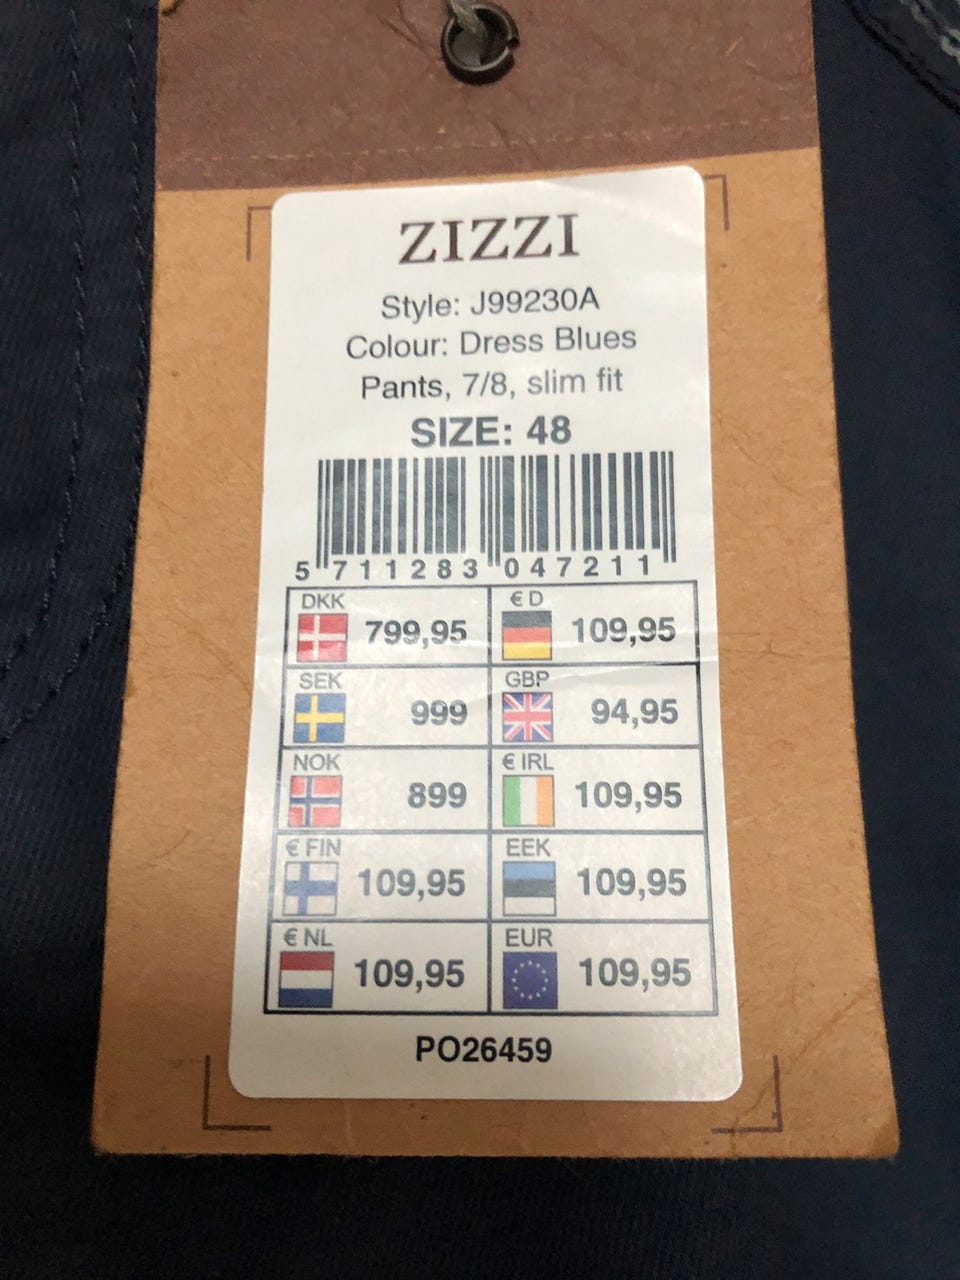 ZIZZI
Style: J99230A
Colour: Dress Blues
Pants, 7/8, slim fit
SIZE: 48
5 711283 047211
DKK 799,95
€ D 109,95
SEK 999
GBP 94,95
NOK 899
€ IRL 109,95
€ FIN 109,95
EEK 109,95
€ NL 109,95
EUR 109,95
PO26459